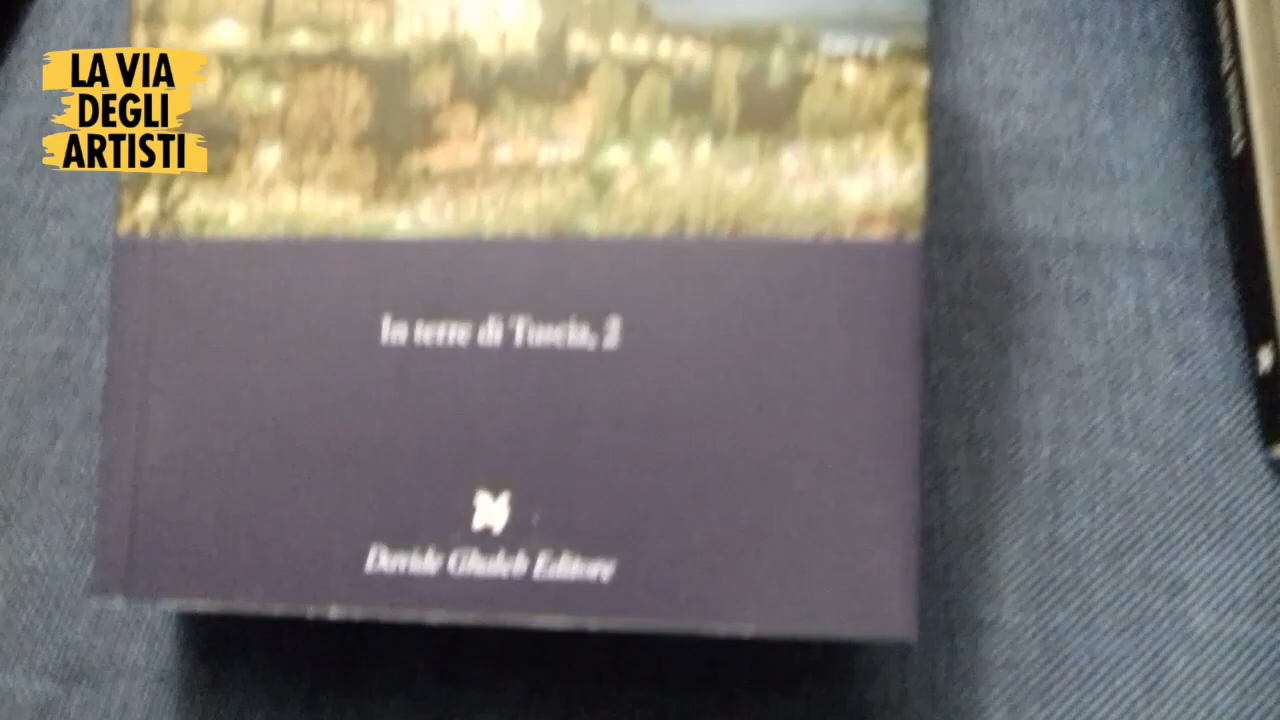 LA VIA
DEGLI
ARTISTI
In terre di Tuscia, 2
Davide Ghaleb Editore